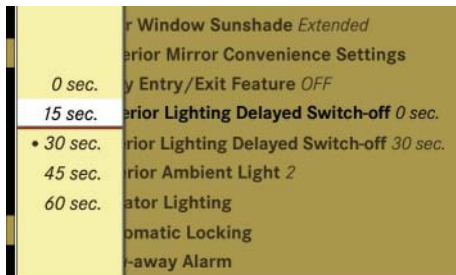 r Window Sunshade Extended
erior Mirror Convenience Settings
0 sec. y Entry/Exit Feature OFF
15 sec. erior Lighting Delayed Switch-off 0 sec.
• 30 sec. rior Lighting Delayed Switch-off 30 sec.
45 sec. rior Ambient Light 2
60 sec. ator Lighting
omatic Locking
-away Alarm